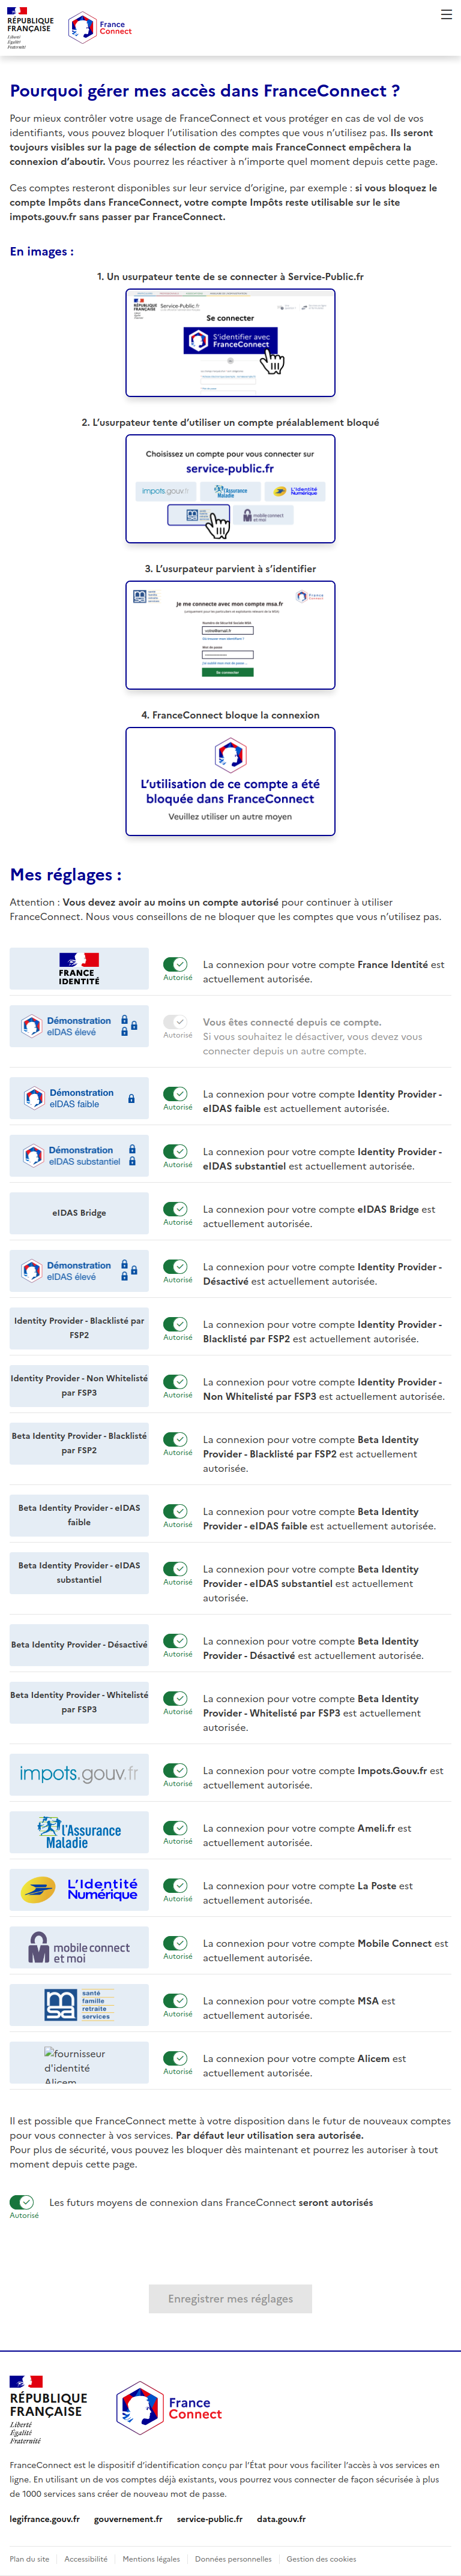 RÉPUBLIQUE
FRANÇAISE
Liberté
Égalité
Fraternité
France
Connect
Pourquoi gérer mes accès dans FranceConnect ?
Pour mieux contrôler votre usage de FranceConnect et vous protéger en cas de vol de vos
identifiants, vous pouvez bloquer l’utilisation des comptes que vous n’utilisez pas. Ils seront
toujours visibles sur la page de sélection de compte mais FranceConnect empêchera la
connexion d’aboutir. Vous pourrez les réactiver à n’importe quel moment depuis cette page.
Ces comptes resteront disponibles sur leur service d’origine, par exemple : si vous bloquez le
compte Impôts dans FranceConnect, votre compte Impôts reste utilisable sur le site
impots.gouv.fr sans passer par FranceConnect.
En images :
1. Un usurpateur tente de se connecter à Service-Public.fr
RÉPUBLIQUE
FRANÇAISE
Service-Public.fr
Se connecter
S’identifier avec
FranceConnect
2. L’usurpateur tente d’utiliser un compte préalablement bloqué
Choisissez un compte pour vous connecter sur
service-public.fr
impots.gouv.fr
l’Assurance
Maladie
L’Identité
Numérique
mobile connect
et moi
3. L’usurpateur parvient à s’identifier
Je me connecte avec mon compte msa.fr
Mot de passe
Se connecter
4. FranceConnect bloque la connexion
L’utilisation de ce compte a été
bloquée dans FranceConnect
Veuillez utiliser un autre moyen
Mes réglages :
Attention : Vous devez avoir au moins un compte autorisé pour continuer à utiliser
FranceConnect. Nous vous conseillons de ne bloquer que les comptes que vous n’utilisez pas.
FRANCE
IDENTITÉ
Autorisé
La connexion pour votre compte France Identité est
actuellement autorisée.
Démonstration
eIDAS élevé
Autorisé
Vous êtes connecté depuis ce compte.
Si vous souhaitez le désactiver, vous devez vous
connecter depuis un autre compte.
Démonstration
eIDAS faible
Autorisé
La connexion pour votre compte Identity Provider -
eIDAS faible est actuellement autorisée.
Démonstration
eIDAS substantiel
Autorisé
La connexion pour votre compte Identity Provider -
eIDAS substantiel est actuellement autorisée.
eIDAS Bridge
Autorisé
La connexion pour votre compte eIDAS Bridge est
actuellement autorisée.
Démonstration
eIDAS élevé
Autorisé
La connexion pour votre compte Identity Provider -
Désactivé est actuellement autorisée.
Identity Provider - Blacklisté par
FSP2
Autorisé
La connexion pour votre compte Identity Provider -
Blacklisté par FSP2 est actuellement autorisée.
Identity Provider - Non Whitelisté
par FSP3
Autorisé
La connexion pour votre compte Identity Provider -
Non Whitelisté par FSP3 est actuellement autorisée.
Beta Identity Provider - Blacklisté
par FSP2
Autorisé
La connexion pour votre compte Beta Identity
Provider - Blacklisté par FSP2 est actuellement
autorisée.
Beta Identity Provider - eIDAS
faible
Autorisé
La connexion pour votre compte Beta Identity
Provider - eIDAS faible est actuellement autorisée.
Beta Identity Provider - eIDAS
substantiel
Autorisé
La connexion pour votre compte Beta Identity
Provider - eIDAS substantiel est actuellement
autorisée.
Beta Identity Provider - Désactivé
Autorisé
La connexion pour votre compte Beta Identity
Provider - Désactivé est actuellement autorisée.
Beta Identity Provider - Whitelisté
par FSP3
Autorisé
La connexion pour votre compte Beta Identity
Provider - Whitelisté par FSP3 est actuellement
autorisée.
impots.gouv.fr
Autorisé
La connexion pour votre compte Impots.Gouv.fr est
actuellement autorisée.
l’Assurance
Maladie
Autorisé
La connexion pour votre compte Ameli.fr est
actuellement autorisée.
L’Identité
Numérique
Autorisé
La connexion pour votre compte La Poste est
actuellement autorisée.
mobile connect
et moi
Autorisé
La connexion pour votre compte Mobile Connect est
actuellement autorisée.
msa
santé
famille
retraite
services
Autorisé
La connexion pour votre compte MSA est
actuellement autorisée.
fournisseur
d'identité
Alicem
Autorisé
La connexion pour votre compte Alicem est
actuellement autorisée.
Il est possible que FranceConnect mette à votre disposition dans le futur de nouveaux comptes
pour vous connecter à vos services. Par défaut leur utilisation sera autorisée.
Pour plus de sécurité, vous pouvez les bloquer dès maintenant et pourrez les autoriser à tout
moment depuis cette page.
Autorisé
Les futurs moyens de connexion dans FranceConnect seront autorisés
Enregistrer mes réglages
RÉPUBLIQUE
FRANÇAISE
Liberté
Égalité
Fraternité
France
Connect
FranceConnect est le dispositif d’identification conçu par l’État pour vous faciliter l’accès à vos services en
ligne. En utilisant un de vos comptes déjà existants, vous pourrez vous connecter de façon sécurisée à plus
de 1000 services sans créer de nouveau mot de passe.
legifrance.gouv.fr gouvernement.fr service-public.fr data.gouv.fr
Plan du site Accessibilité Mentions légales Données personnelles Gestion des cookies